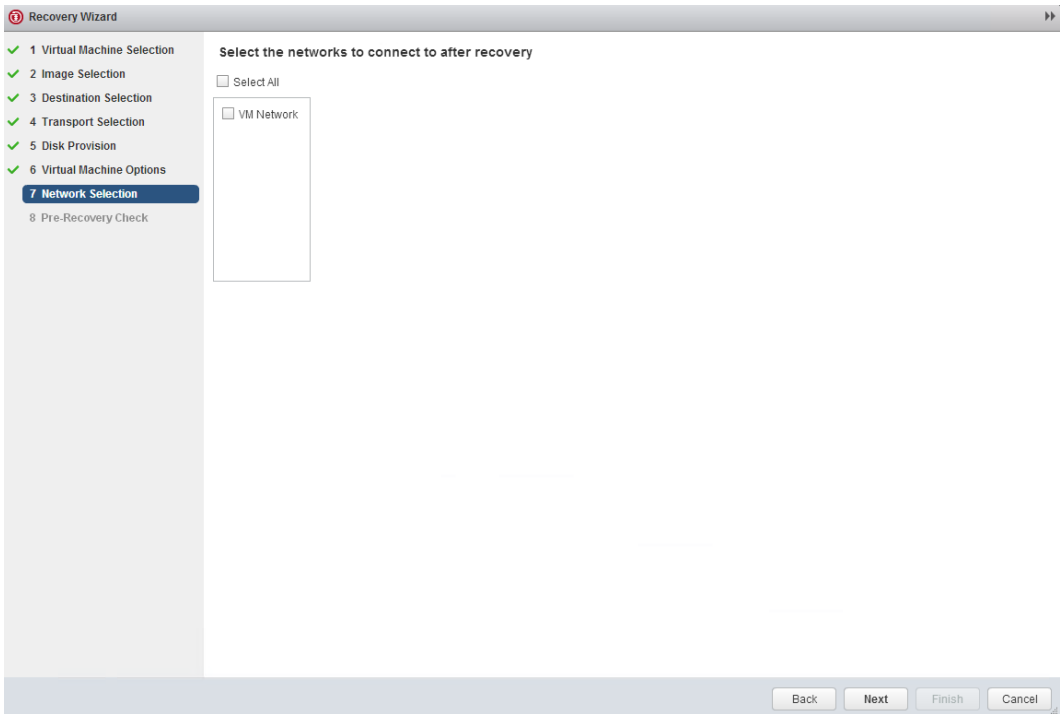 Recovery Wizard
1 Virtual Machine Selection
2 Image Selection
3 Destination Selection
4 Transport Selection
5 Disk Provision
6 Virtual Machine Options
7 Network Selection
8 Pre-Recovery Check
Select the networks to connect to after recovery
Select All
VM Network
Back Next Finish Cancel